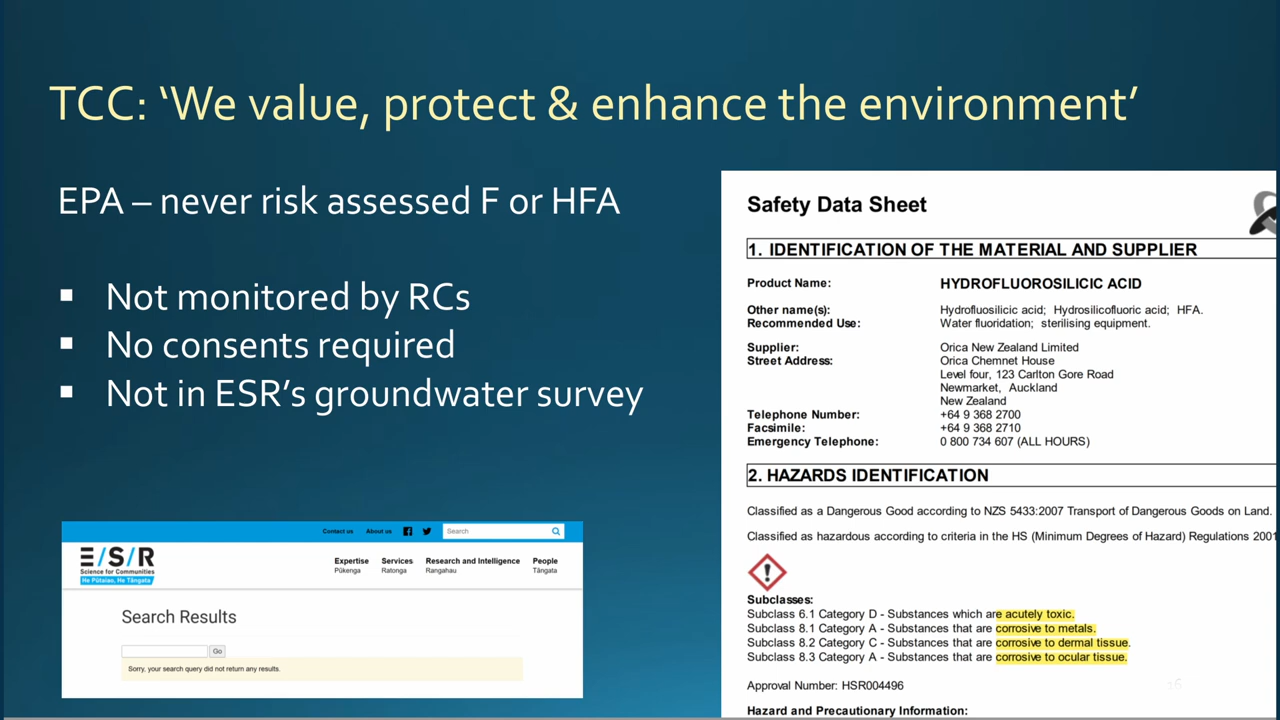 TCC: ‘We value, protect & enhance the environment’
EPA – never risk assessed F or HFA
▪ Not monitored by RCs
▪ No consents required
▪ Not in ESR’s groundwater survey
Contact us About us Search
E/S/R
Science for Communities
He Pūtaiao, He Tāngata
Expertise Services Research and Intelligence People
Pūkenga Ratonga Rangahau Tāngata
Search Results
Go
Sorry, your search query did not return any results.
Safety Data Sheet
1. IDENTIFICATION OF THE MATERIAL AND SUPPLIER
Product Name: HYDROFLUOROSILICIC ACID
Other name(s): Hydrofluosilicic acid; Hydrosilicofluoric acid; HFA.
Recommended Use: Water fluoridation; sterilising equipment.
Supplier: Orica New Zealand Limited
Street Address: Orica Chemnet House
Level four, 123 Carlton Gore Road
Newmarket, Auckland
New Zealand
Telephone Number: +64 9 368 2700
Facsimile: +64 9 368 2710
Emergency Telephone: 0 800 734 607 (ALL HOURS)
2. HAZARDS IDENTIFICATION
Classified as a Dangerous Good according to NZS 5433:2007 Transport of Dangerous Goods on Land.
Classified as hazardous according to criteria in the HS (Minimum Degrees of Hazard) Regulations 2001
Subclasses:
Subclass 6.1 Category D - Substances which are acutely toxic.
Subclass 8.1 Category A - Substances that are corrosive to metals.
Subclass 8.2 Category C - Substances that are corrosive to dermal tissue.
Subclass 8.3 Category A - Substances that are corrosive to ocular tissue.
Approval Number: HSR004496
16
Hazard and Precautionary Information: